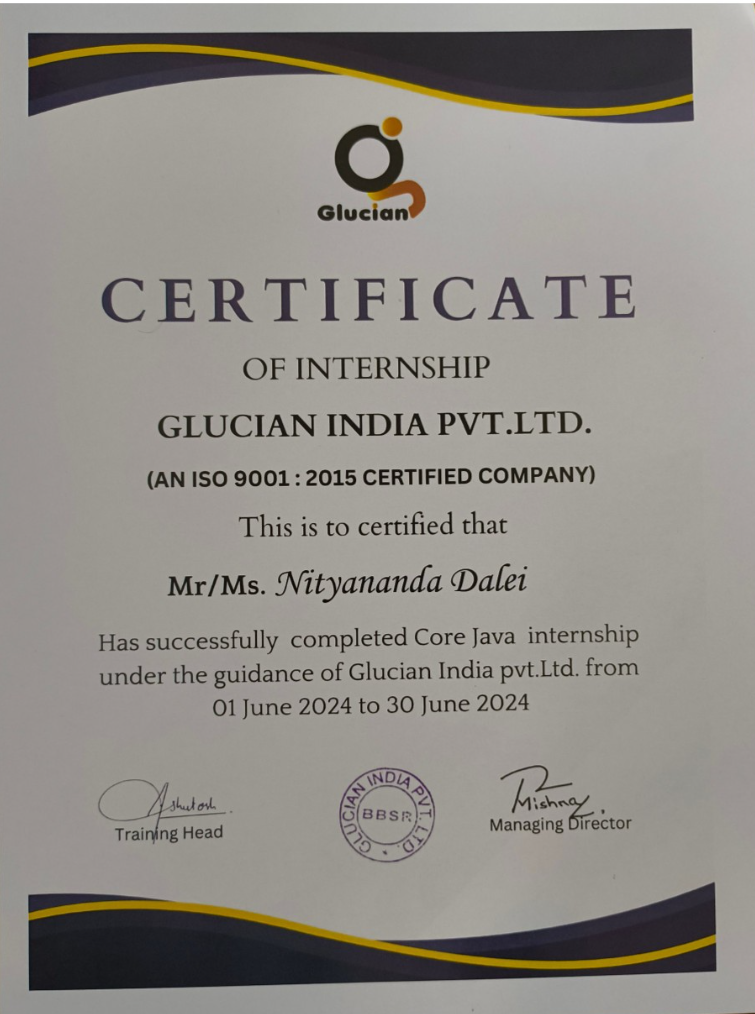 Glucian
CERTIFICATE
OF INTERNSHIP
GLUCIAN INDIA PVT.LTD.
(AN ISO 9001 : 2015 CERTIFIED COMPANY)
This is to certified that
Mr/Ms. Nityananda Dalei
Has successfully completed Core Java internship
under the guidance of Glucian India pvt.Ltd. from
01 June 2024 to 30 June 2024
Ashutosh
Training Head
GLUCIAN INDIA PVT. LTD.
BBSR
Managing Director